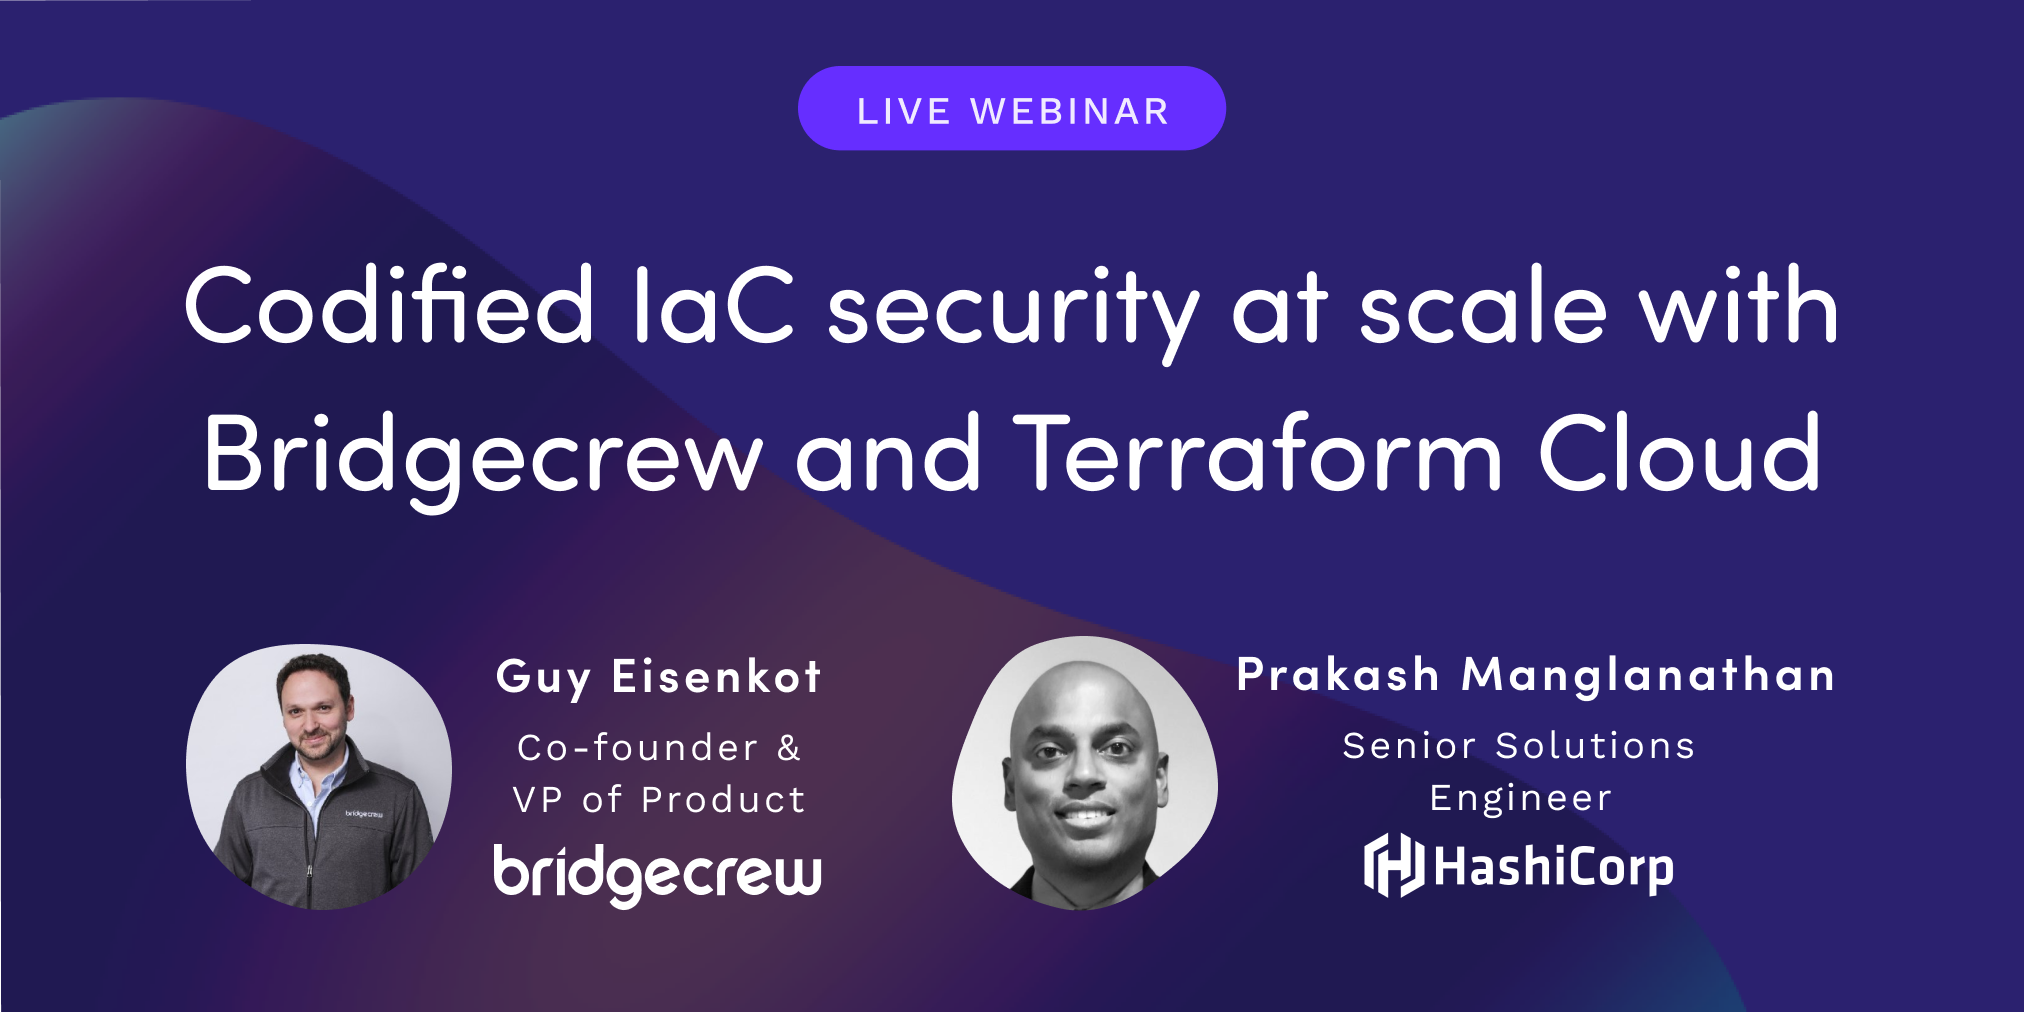 LIVE WEBINAR
Codified IaC security at scale with
Bridgecrew and Terraform Cloud
Guy Eisenkot
Co-founder &
VP of Product
bridgecrew
bridgecrew
Prakash Manglanathan
Senior Solutions
Engineer
HashiCorp